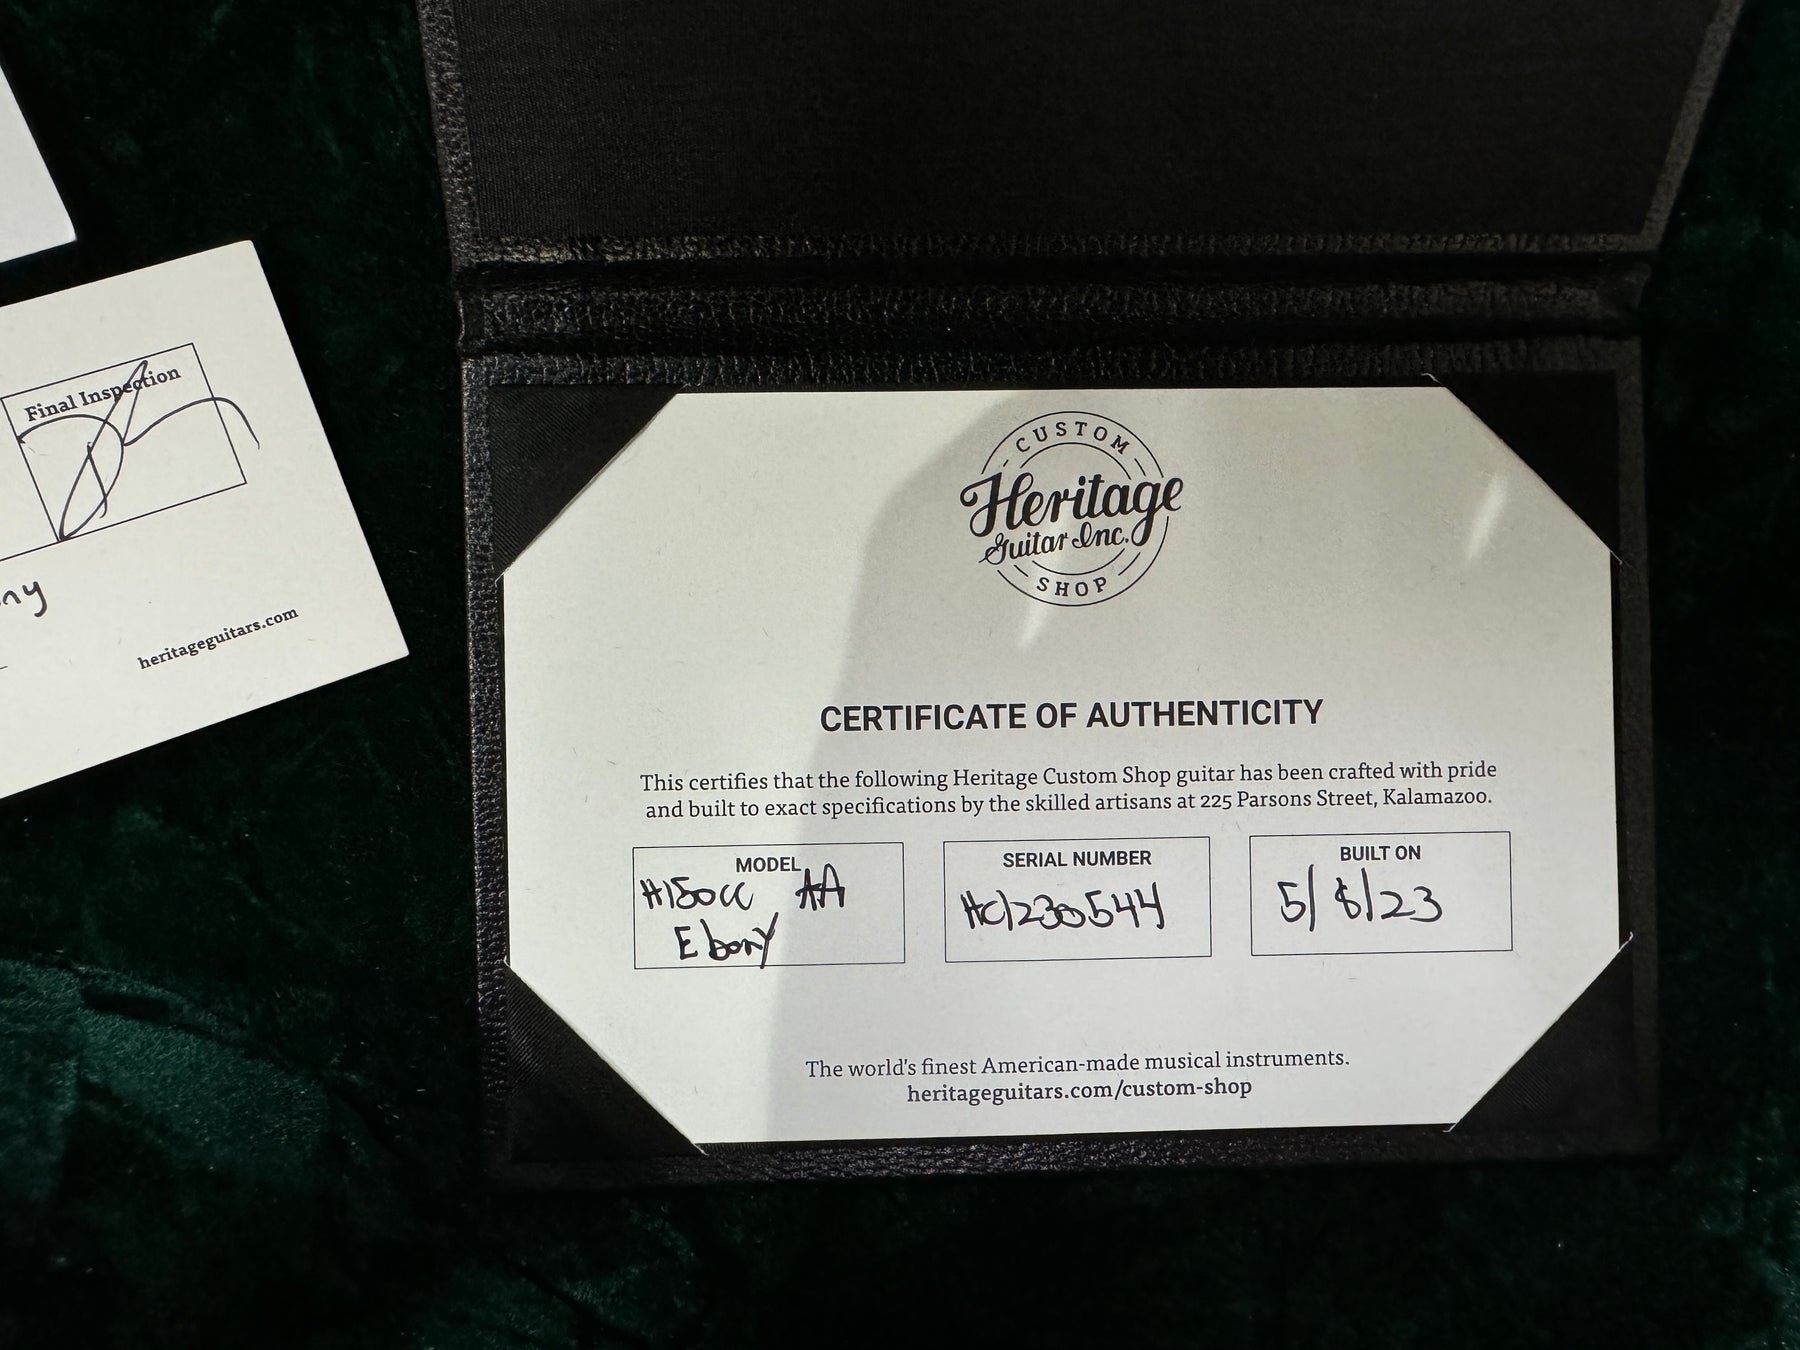 Final Inspection
ny
heritageguitars.com
CUSTOM
Heritage
Guitar Inc.
SHOP
CERTIFICATE OF AUTHENTICITY
This certifies that the following Heritage Custom Shop guitar has been crafted with pride
and built to exact specifications by the skilled artisans at 225 Parsons Street, Kalamazoo.
MODEL
H150CC AA
Ebony
SERIAL NUMBER
HC1230544
BUILT ON
5/8/23
The world's finest American-made musical instruments.
heritageguitars.com/custom-shop